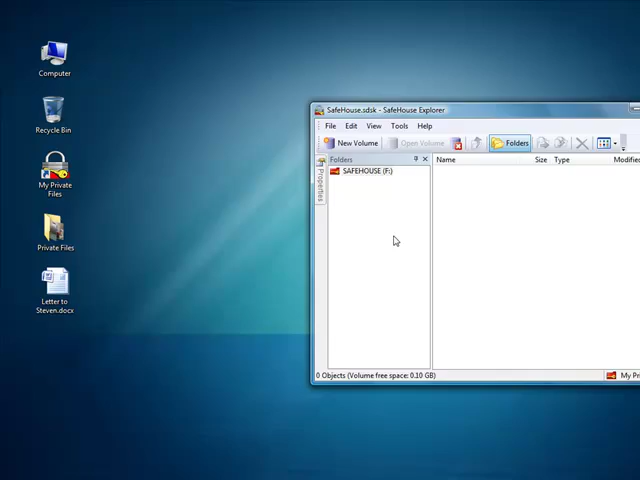 Computer
Recycle Bin
My Private
Files
Private Files
Letter to
Steven.docx
SafeHouse.sdsk - SafeHouse Explorer
File Edit View Tools Help
New Volume Open Volume Folders
Folders
Name Size Type Modified
Properties
SAFEHOUSE (F:)
0 Objects (Volume free space: 0.10 GB)
My Pr